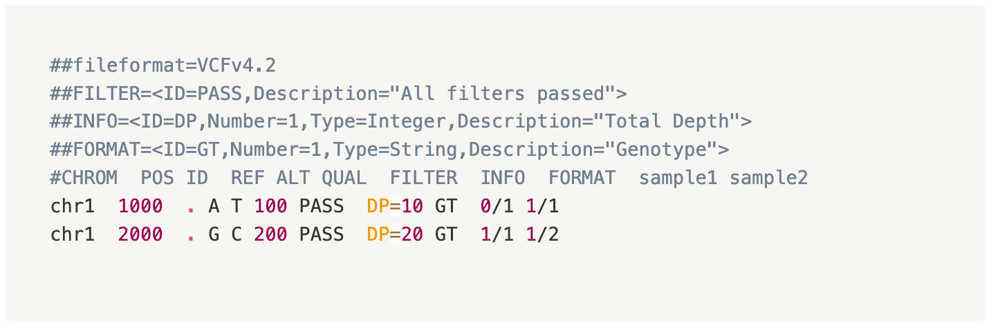 ##fileformat=VCFv4.2
##FILTER=<ID=PASS,Description="All filters passed">
##INFO=<ID=DP,Number=1,Type=Integer,Description="Total Depth">
##FORMAT=<ID=GT,Number=1,Type=String,Description="Genotype">
#CHROM  POS ID  REF ALT QUAL  FILTER  INFO  FORMAT  sample1 sample2
chr1  1000  . A T 100 PASS  DP=10 GT  0/1 1/1
chr1  2000  . G C 200 PASS  DP=20 GT  1/1 1/2